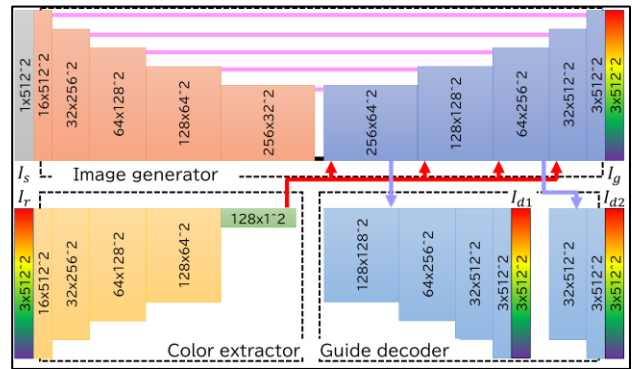 1x512^2
16x512^2
32x256^2
64x128^2
128x64^2
256x32^2
256x64^2
128x128^2
64x256^2
32x512^2
3x512^2
3x512^2
I_s
Image generator
I_g
I_r
I_d1
I_d2
3x512^2
16x512^2
32x256^2
64x128^2
128x64^2
128x1^2
128x128^2
64x256^2
32x512^2
3x512^2
3x512^2
32x512^2
3x512^2
3x512^2
Color extractor
Guide decoder